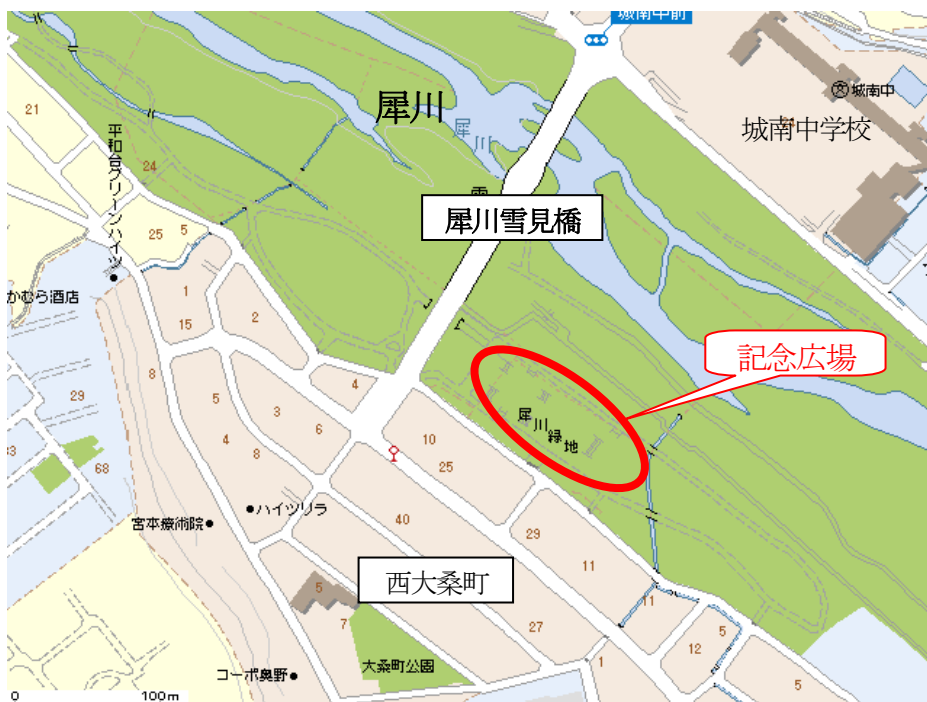 城南中前
犀川
犀川
城南中
城南中学校
21
平和台グリーンハイツ
24
雪
犀川雪見橋
25
5
かむら酒店
1
2
15
記念広場
8
4
5
3
29
6
10
犀川緑地
4
25
8
68
ハイツリラ
宮本療術院
40
29
11
西大桑町
5
11
7
27
5
12
大桑町公園
1
コーポ奥野
5
0
100m